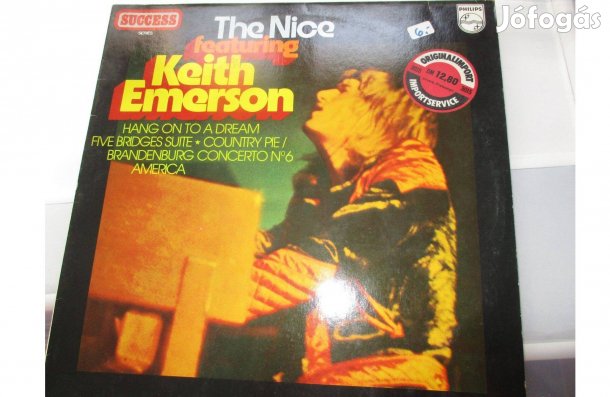 Jófogás
SUCCESS
SERIES
The Nice
featuring
Keith
Emerson
HANG ON TO A DREAM
FIVE BRIDGES SUITE ★ COUNTRY PIE /
BRANDENBURG CONCERTO Nº6
AMERICA
6.-
PHILIPS
ORIGINALIMPORT
DM 12,80
IMPORTSERVICE